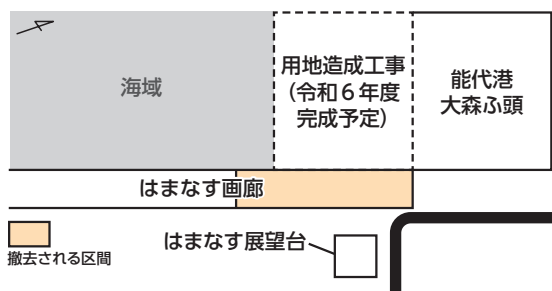 海域
用地造成工事
(令和6年度
完成予定)
能代港
大森ふ頭
はまなす画廊
撤去される区間
はまなす展望台